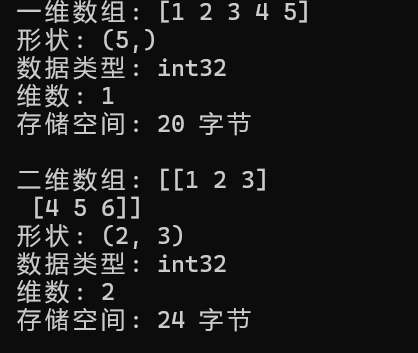 一维数组: [1 2 3 4 5]
形状: (5,)
数据类型: int32
维数: 1
存储空间: 20 字节
二维数组: [[1 2 3]
 [4 5 6]]
形状: (2, 3)
数据类型: int32
维数: 2
存储空间: 24 字节